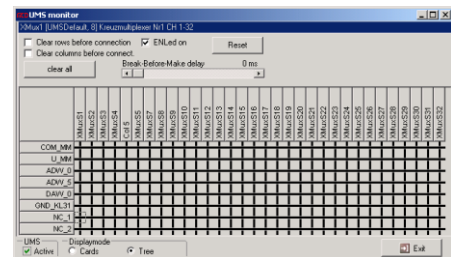 UMS monitor
XMux1 [UMSDefault, 8] Kreuzmultiplexer Nr1 CH 1-32
Clear rows before connection ENLed on Reset
Clear columns before connect.
clear all Break-Before-Make delay 0 ms
XMuxS1 XMuxS2 XMuxS3 XMuxS4 Col 5 XMuxS5 XMuxS7 XMuxS8 XMuxS9 XMuxS10 XMuxS11 XMuxS12 XMuxS13 XMuxS14 XMuxS15 XMuxS16 XMuxS17 XMuxS18 XMuxS19 XMuxS20 XMuxS21 XMuxS22 XMuxS23 XMuxS24 XMuxS25 XMuxS26 XMuxS27 XMuxS28 XMuxS29 XMuxS30 XMuxS31 XMuxS32
COM_MM
U_MM
ADW_0
ADW_5
DAW_0
GND_KL31
NC_1
NC_2
UMS Displaymode
Active Cards Tree Exit